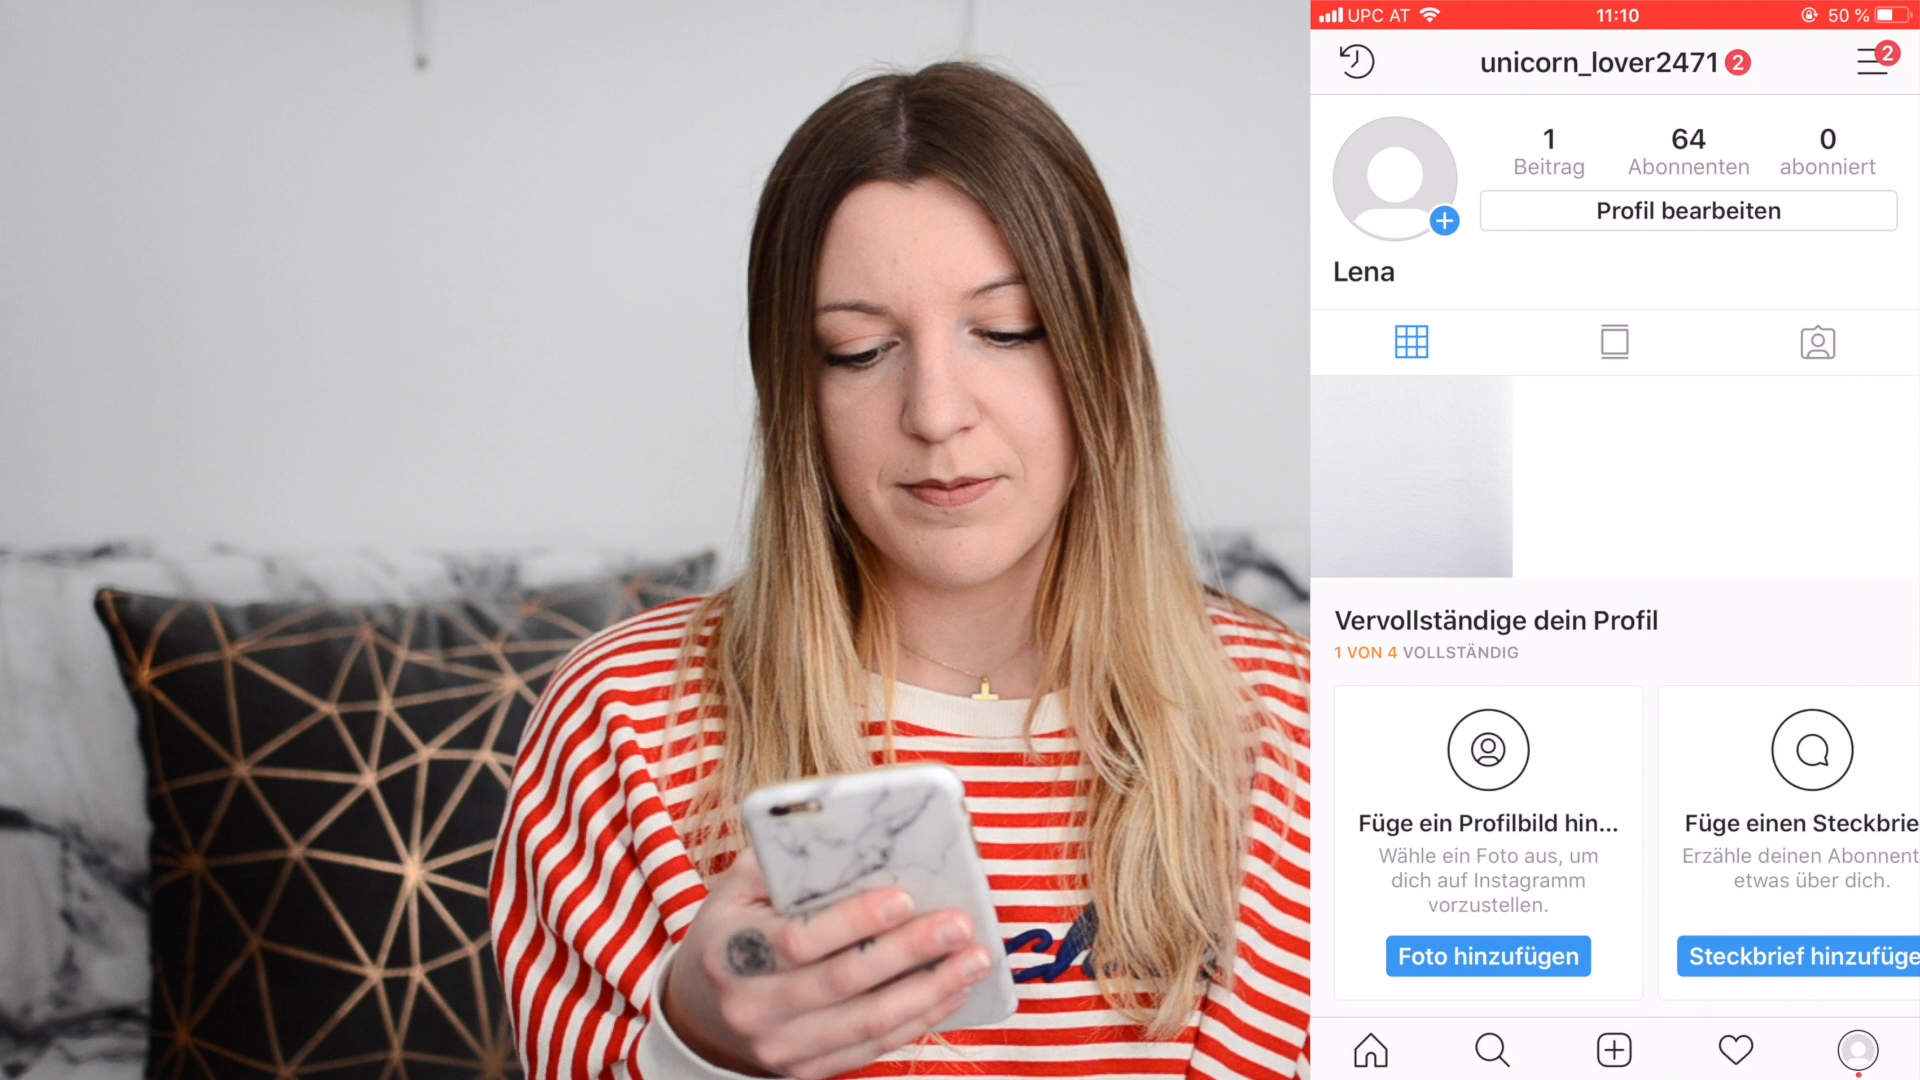 UPC AT 11:10 50 %
unicorn_lover2471 2 2
1 64 0
Beitrag Abonnenten abonniert
Profil bearbeiten
Lena
Vervollständige dein Profil
1 VON 4 VOLLSTÄNDIG
Füge ein Profilbild hin...
Wähle ein Foto aus, um
dich auf Instagramm
vorzustellen.
Foto hinzufügen
Füge einen Steckbrie
Erzähle deinen Abonnent
etwas über dich.
Steckbrief hinzufüge